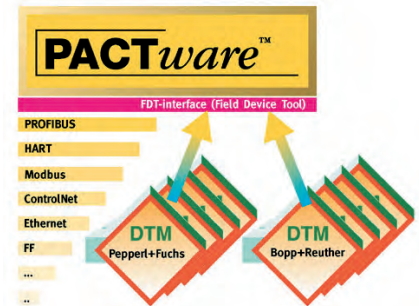 PACTware™
FDT-interface (Field Device Tool)
PROFIBUS
HART
Modbus
ControlNet
Ethernet
FF
...
..
DTM
Pepperl+Fuchs
DTM
Bopp+Reuther